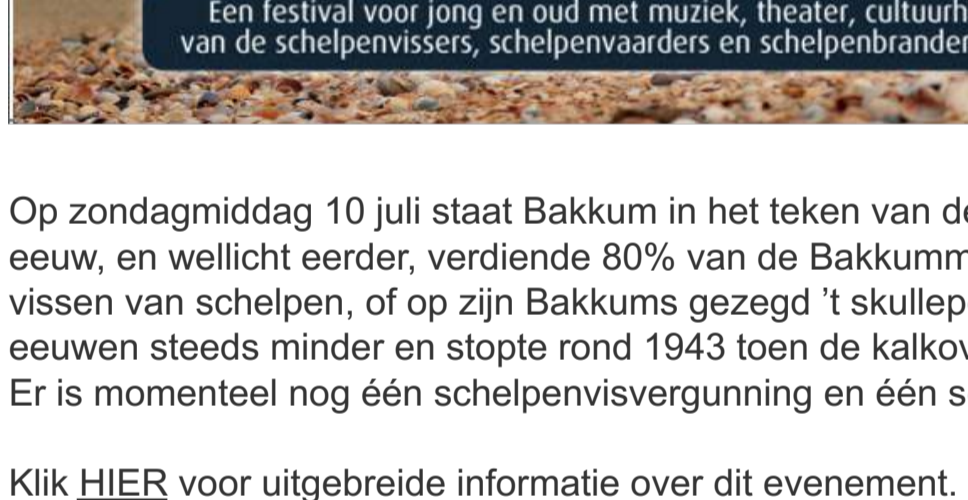 Een festival voor jong en oud met muziek, theater, cultuurh
van de schelpenvissers, schelpenvaarders en schelpenbrander
Op zondagmiddag 10 juli staat Bakkum in het teken van de
eeuw, en wellicht eerder, verdiende 80% van de Bakkumm
vissen van schelpen, of op zijn Bakkums gezegd ’t skullep
eeuwen steeds minder en stopte rond 1943 toen de kalkov
Er is momenteel nog één schelpenvisvergunning en één s
Klik HIER voor uitgebreide informatie over dit evenement.